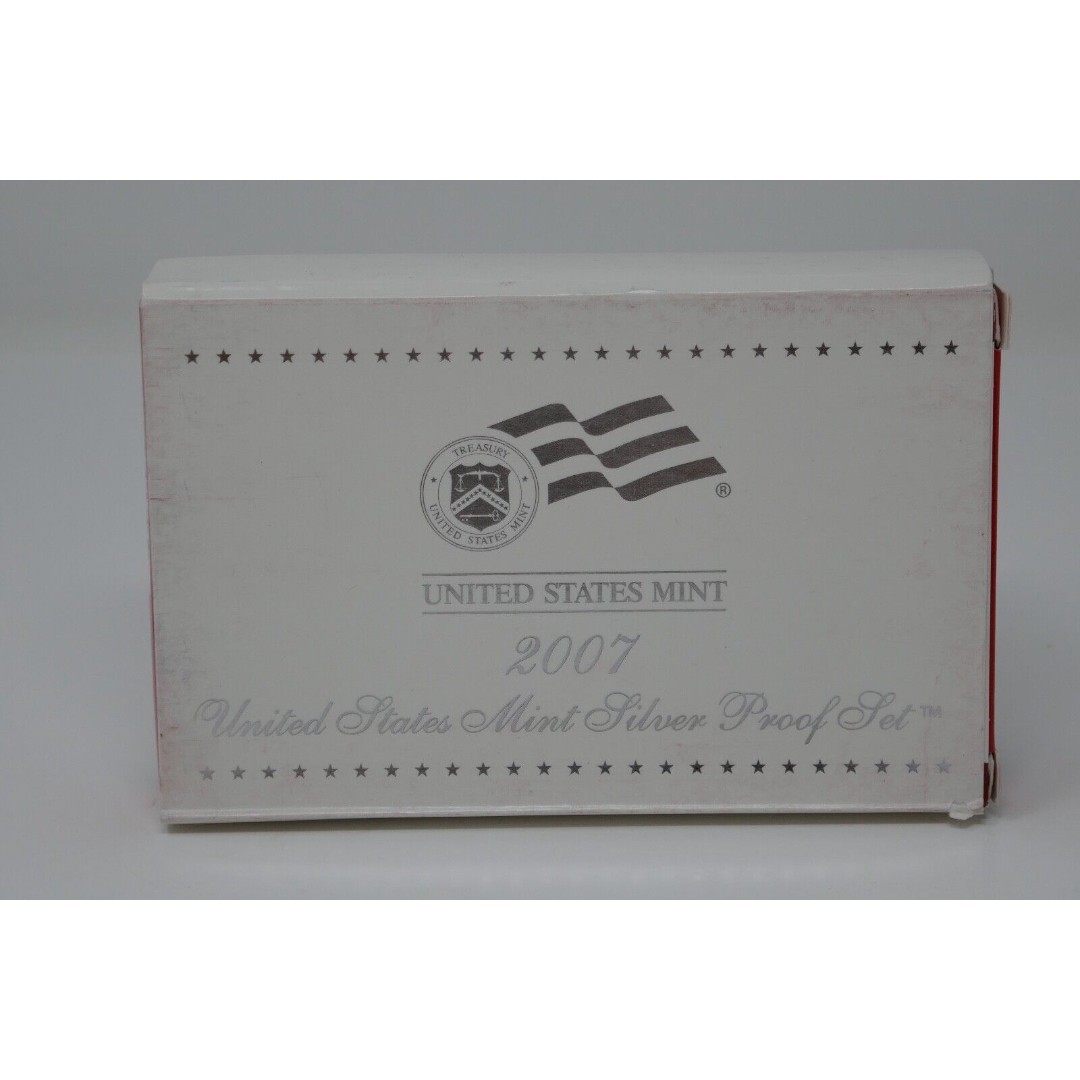 TREASURY
UNITED STATES MINT
®
UNITED STATES MINT
2007
United States Mint Silver Proof Set™